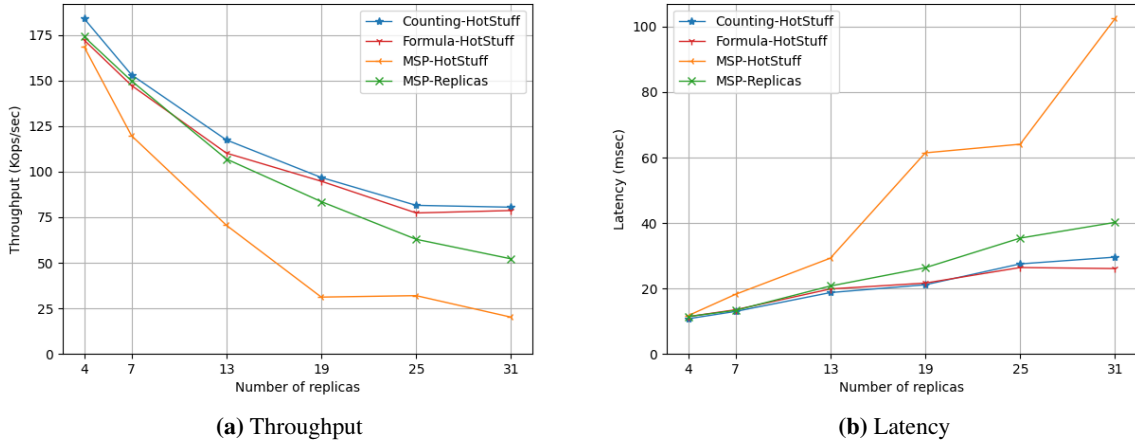 Throughput (Kops/sec)
175
150
125
100
75
50
25
0
4 7 13 19 25 31
Number of replicas
Counting-HotStuff
Formula-HotStuff
MSP-HotStuff
MSP-Replicas
(a) Throughput
Latency (msec)
100
80
60
40
20
0
4 7 13 19 25 31
Number of replicas
Counting-HotStuff
Formula-HotStuff
MSP-HotStuff
MSP-Replicas
(b) Latency